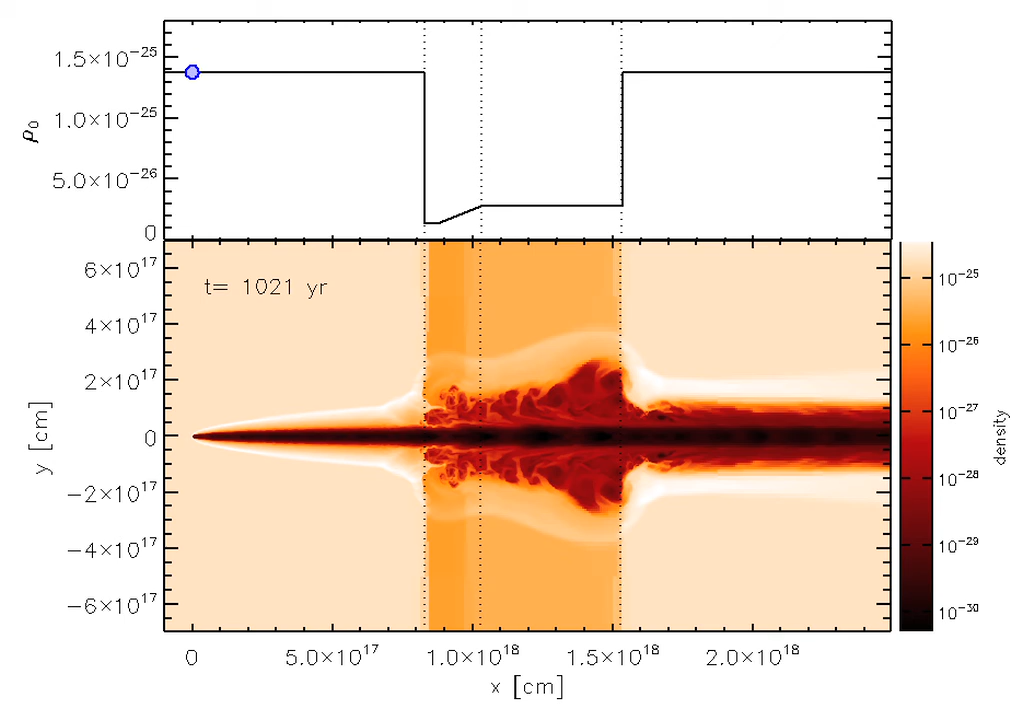 1.5×10⁻²⁵
1.0×10⁻²⁵
5.0×10⁻²⁶
0
ρ₀
6×10¹⁷
4×10¹⁷
2×10¹⁷
0
−2×10¹⁷
−4×10¹⁷
−6×10¹⁷
y [cm]
t= 1021 yr
10⁻²⁵
10⁻²⁶
10⁻²⁷
10⁻²⁸
10⁻²⁹
10⁻³⁰
density
0 5.0×10¹⁷ 1.0×10¹⁸ 1.5×10¹⁸ 2.0×10¹⁸
x [cm]